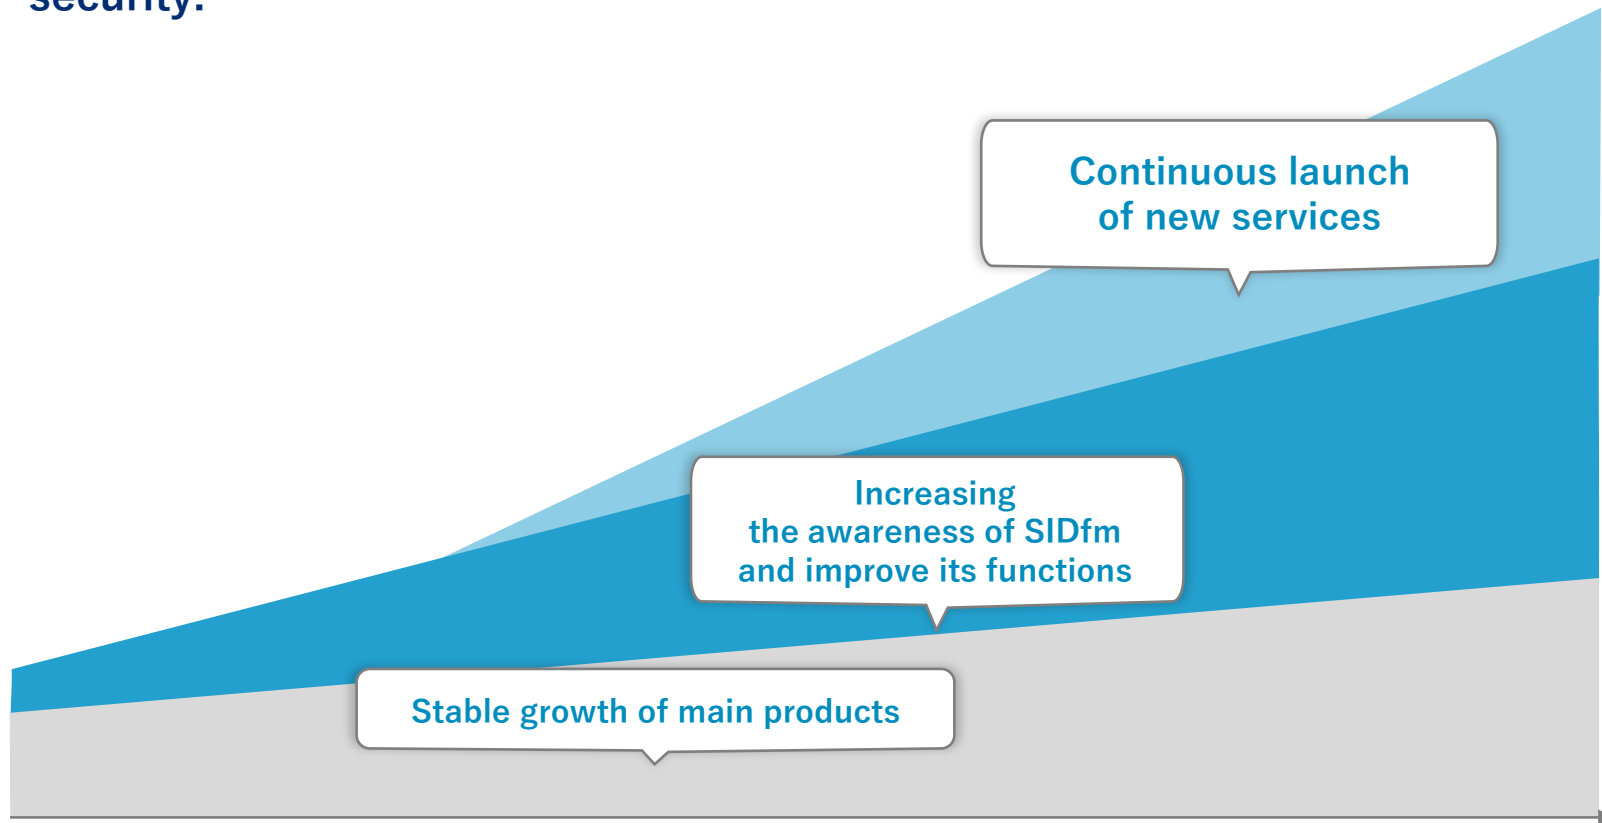 security.
Continuous launch
of new services
Increasing
the awareness of SIDfm
and improve its functions
Stable growth of main products